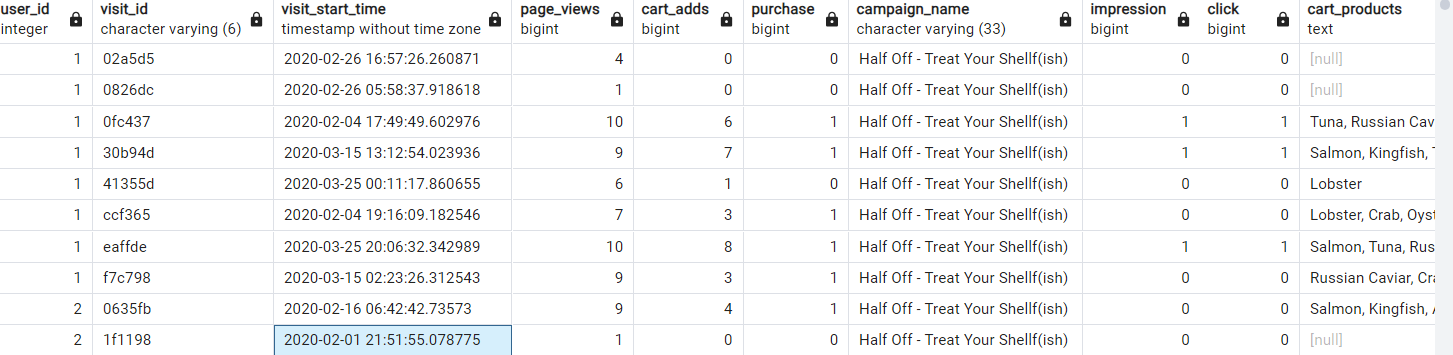 user_id visit_id visit_start_time page_views cart_adds purchase campaign_name impression click cart_products
integer character varying (6) timestamp without time zone bigint bigint bigint character varying (33) bigint bigint text
1 02a5d5 2020-02-26 16:57:26.260871 4 0 0 Half Off - Treat Your Shellf(ish) 0 0 [null]
1 0826dc 2020-02-26 05:58:37.918618 1 0 0 Half Off - Treat Your Shellf(ish) 0 0 [null]
1 0fc437 2020-02-04 17:49:49.602976 10 6 1 Half Off - Treat Your Shellf(ish) 1 1 Tuna, Russian Cav
1 30b94d 2020-03-15 13:12:54.023936 9 7 1 Half Off - Treat Your Shellf(ish) 1 1 Salmon, Kingfish,
1 41355d 2020-03-25 00:11:17.860655 6 1 0 Half Off - Treat Your Shellf(ish) 0 0 Lobster
1 ccf365 2020-02-04 19:16:09.182546 7 3 1 Half Off - Treat Your Shellf(ish) 0 0 Lobster, Crab, Oyst
1 eaffde 2020-03-25 20:06:32.342989 10 8 1 Half Off - Treat Your Shellf(ish) 1 1 Salmon, Tuna, Rus
1 f7c798 2020-03-15 02:23:26.312543 9 3 1 Half Off - Treat Your Shellf(ish) 0 0 Russian Caviar, Cra
2 0635fb 2020-02-16 06:42:42.73573 9 4 1 Half Off - Treat Your Shellf(ish) 0 0 Salmon, Kingfish,
2 1f1198 2020-02-01 21:51:55.078775 1 0 0 Half Off - Treat Your Shellf(ish) 0 0 [null]